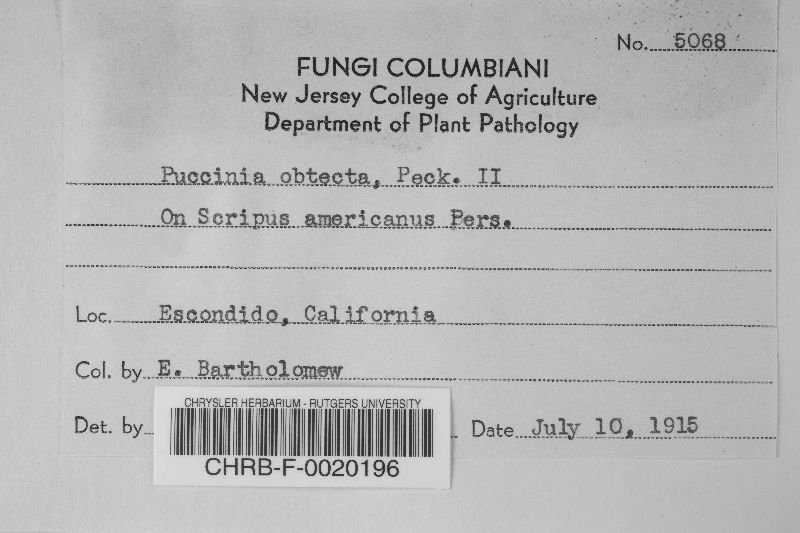 No. 5068
FUNGI COLUMBIANI
New Jersey College of Agriculture
Department of Plant Pathology
Puccinia obtecta, Peck. II
On Scripus americanus Pers.
Loc. Escondido, California
Col. by E. Bartholomew
Det. by
Date July 10, 1915
CHRYSLER HERBARIUM - RUTGERS UNIVERSITY
CHRB-F-0020196